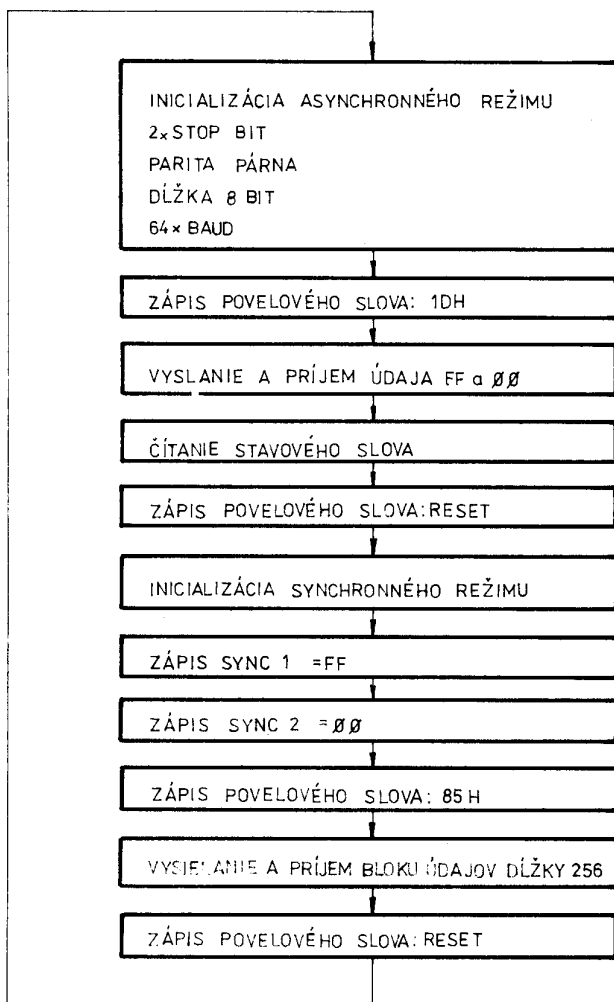 INICIALIZÁCIA ASYNCHRONNÉHO REŽIMU
2×STOP BIT
PARITA PÁRNA
DĹŽKA 8 BIT
64× BAUD
ZÁPIS POVELOVÉHO SLOVA: 1DH
VYSLANIE A PRÍJEM ÚDAJA FF a ØØ
ČÍTANIE STAVOVÉHO SLOVA
ZÁPIS POVELOVÉHO SLOVA:RESET
INICIALIZÁCIA SYNCHRONNÉHO REŽIMU
ZÁPIS SYNC 1 =FF
ZÁPIS SYNC 2 =ØØ
ZÁPIS POVELOVÉHO SLOVA: 85H
VYSIELANIE A PRÍJEM BLOKU ÚDAJOV DĹŽKY 256
ZÁPIS POVELOVÉHO SLOVA: RESET